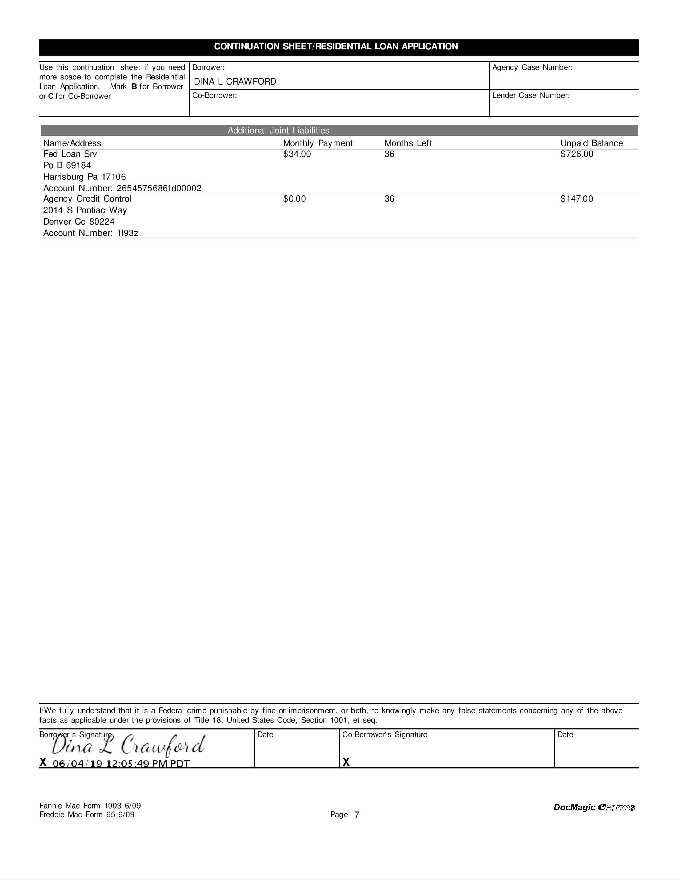 CONTINUATION SHEET/RESIDENTIAL LOAN APPLICATION
Use this continuation sheet if you need
more space to complete the Residential
Loan Application. Mark B for Borrower
or C for Co-Borrower
Borrower:
DINA L CRAWFORD
Co-Borrower:
Agency Case Number:
Lender Case Number:
Additional Joint Liabilities
Name/Address Monthly Payment Months Left Unpaid Balance
Fed Loan Srv $34.00 36 $726.00
Po B 69184
Harrisburg Pa 17106
Account Number:
Agency Credit Control $0.00 36 $147.00
2014 S Pontiac Way
Denver Co 80224
Account Number:
I/We fully understand that it is a Federal crime punishable by fine or imprisonment, or both, to knowingly make any false statements concerning any of the above
facts as applicable under the provisions of Title 18, United States Code, Section 1001, et seq.
Borrower's Signature Date Co-Borrower's Signature Date
Dina L Crawford
X 06/04/19 12:05:49 PM PDT X
Fannie Mae Form 1003 6/09
Freddie Mac Form 65 6/09
Page 7
DocMagic